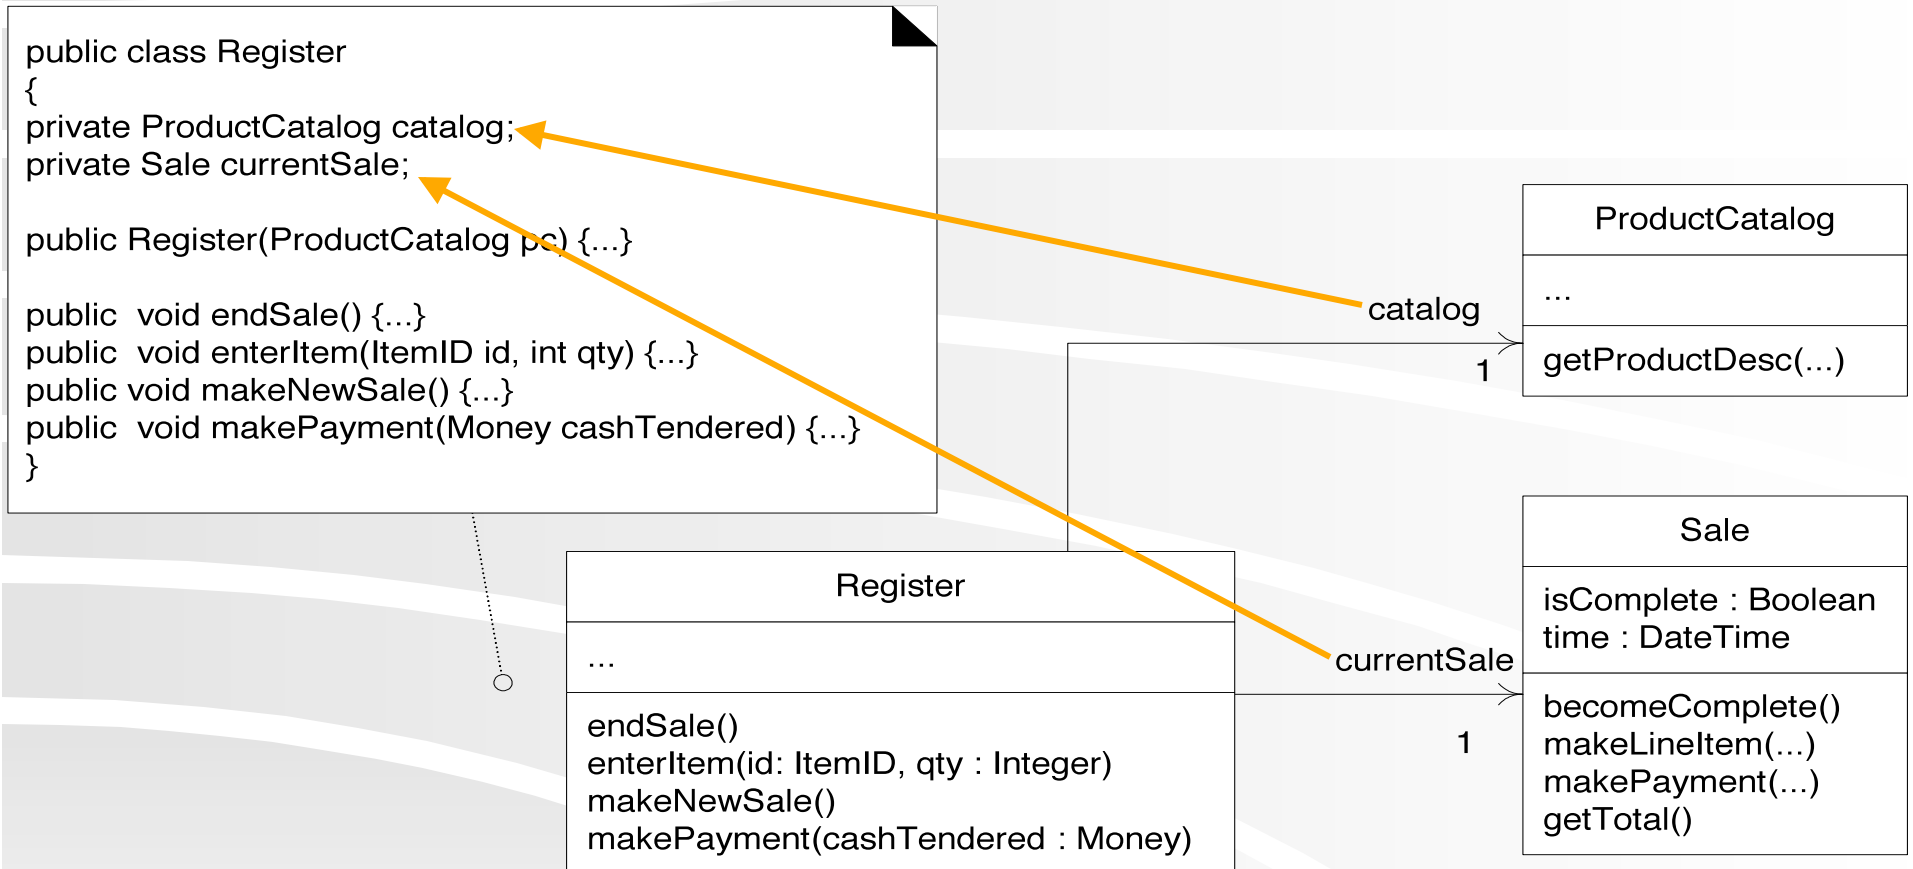 public class Register
{
private ProductCatalog catalog;
private Sale currentSale;
public Register(ProductCatalog pc) {...}
public  void endSale() {...}
public  void enterItem(ItemID id, int qty) {...}
public void makeNewSale() {...}
public  void makePayment(Money cashTendered) {...}
}
ProductCatalog
...
getProductDesc(...)
catalog
1
Register
...
endSale()
enterItem(id: ItemID, qty : Integer)
makeNewSale()
makePayment(cashTendered : Money)
currentSale
1
Sale
isComplete : Boolean
time : DateTime
becomeComplete()
makeLineItem(...)
makePayment(...)
getTotal()